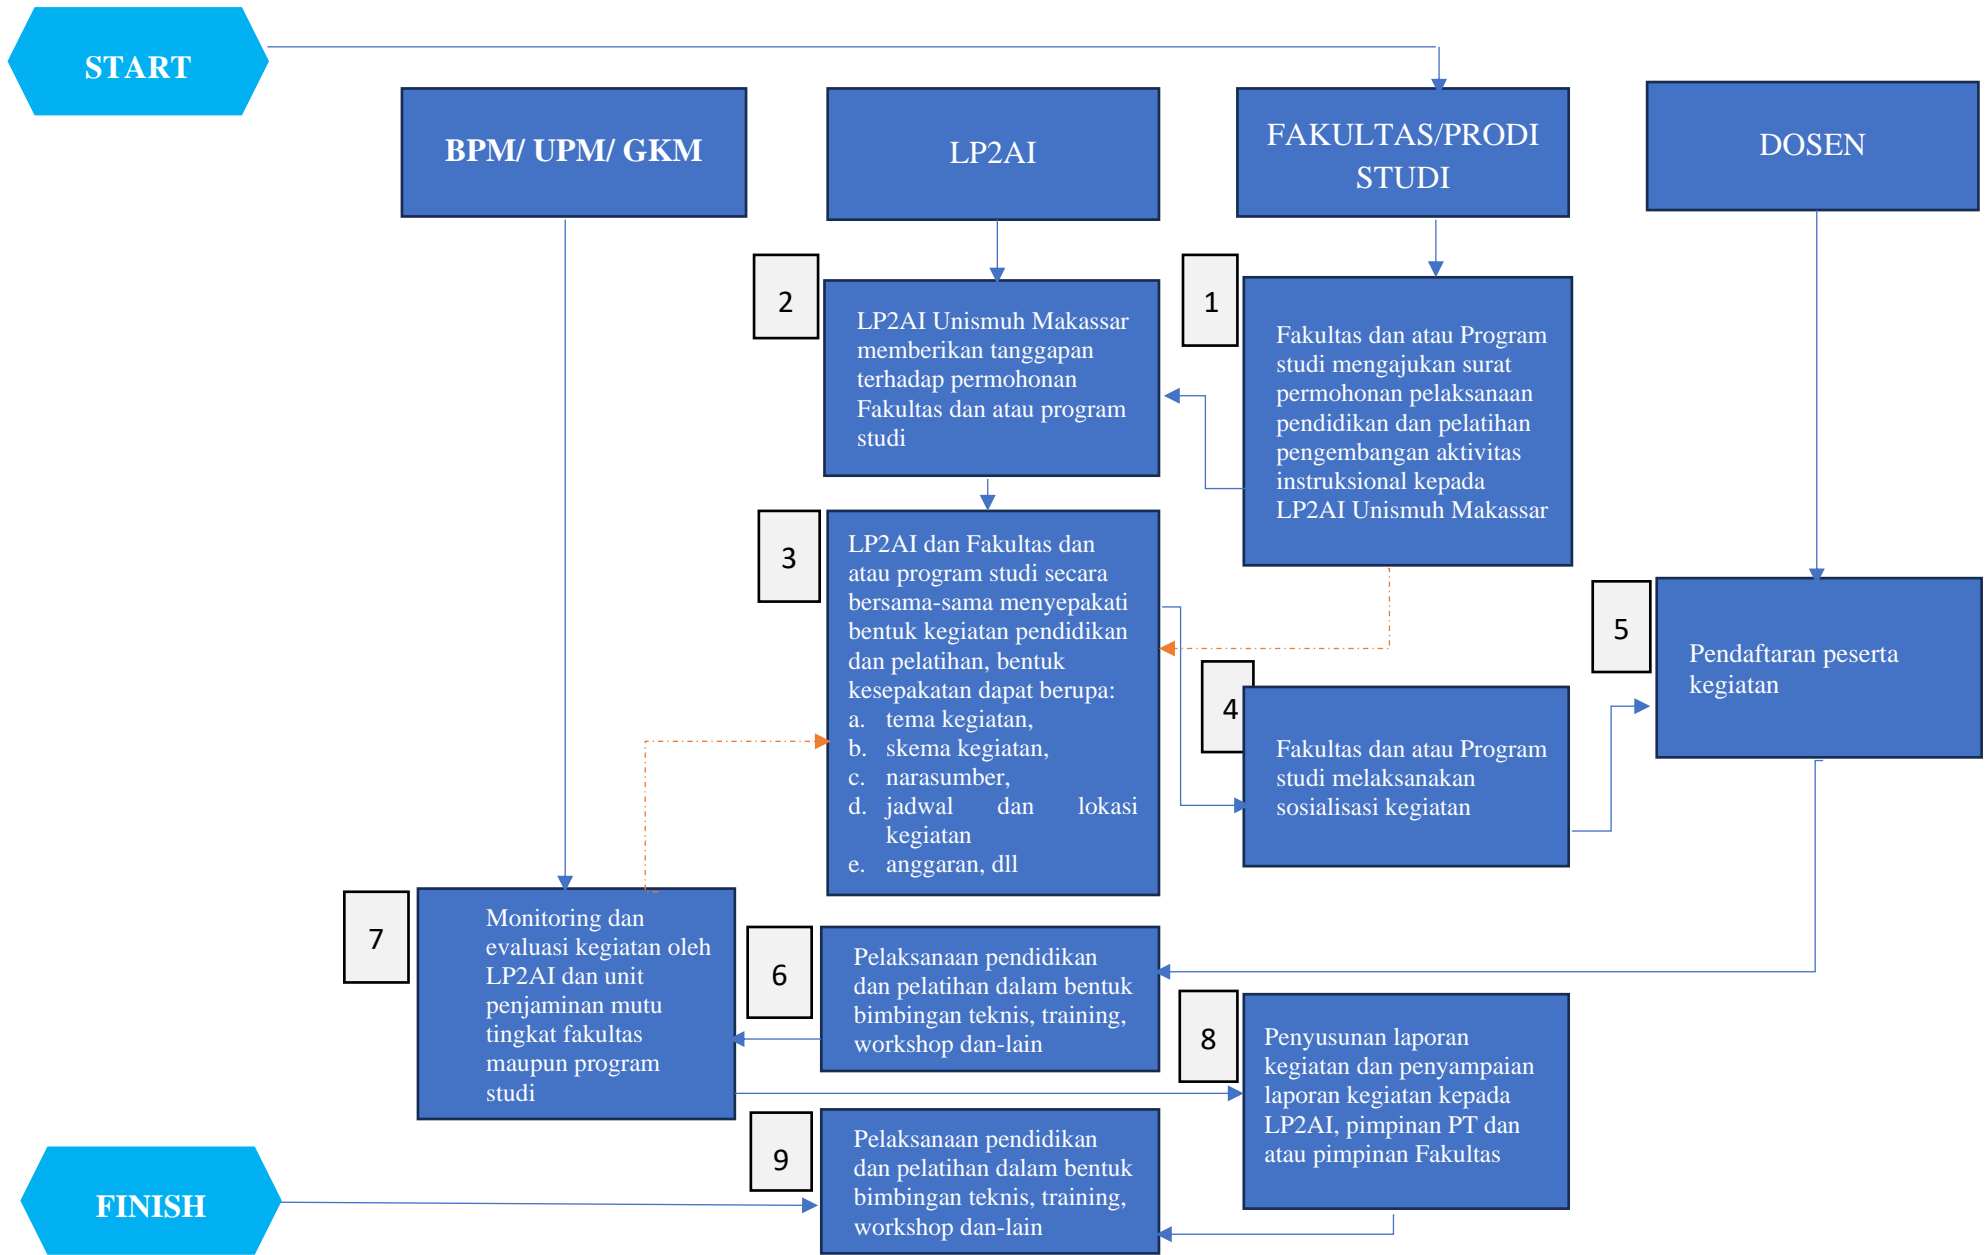 START
BPM/ UPM/ GKM
LP2AI
FAKULTAS/PRODI
STUDI
DOSEN
2
LP2AI Unismuh Makassar
memberikan tanggapan
terhadap permohonan
Fakultas dan atau program
studi
1
Fakultas dan atau Program
studi mengajukan surat
permohonan pelaksanaan
pendidikan dan pelatihan
pengembangan aktivitas
instruksional kepada
LP2AI Unismuh Makassar
3
LP2AI dan Fakultas dan
atau program studi secara
bersama-sama menyepakati
bentuk kegiatan pendidikan
dan pelatihan, bentuk
kesepakatan dapat berupa:
a. tema kegiatan,
b. skema kegiatan,
c. narasumber,
d. jadwal dan lokasi
kegiatan
e. anggaran, dll
4
Fakultas dan atau Program
studi melaksanakan
sosialisasi kegiatan
5
Pendaftaran peserta
kegiatan
7
Monitoring dan
evaluasi kegiatan oleh
LP2AI dan unit
penjaminan mutu
tingkat fakultas
maupun program
studi
6
Pelaksanaan pendidikan
dan pelatihan dalam bentuk
bimbingan teknis, training,
workshop dan-lain
8
Penyusunan laporan
kegiatan dan penyampaian
laporan kegiatan kepada
LP2AI, pimpinan PT dan
atau pimpinan Fakultas
9
Pelaksanaan pendidikan
dan pelatihan dalam bentuk
bimbingan teknis, training,
workshop dan-lain
FINISH